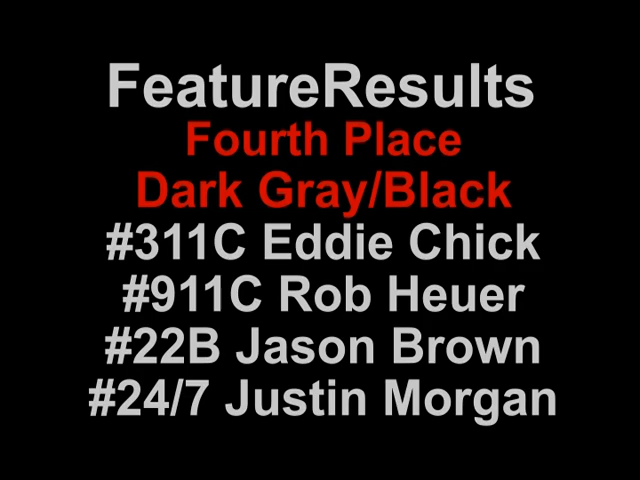 FeatureResults
Fourth Place
Dark Gray/Black
#311C Eddie Chick
#911C Rob Heuer
#22B Jason Brown
#24/7 Justin Morgan